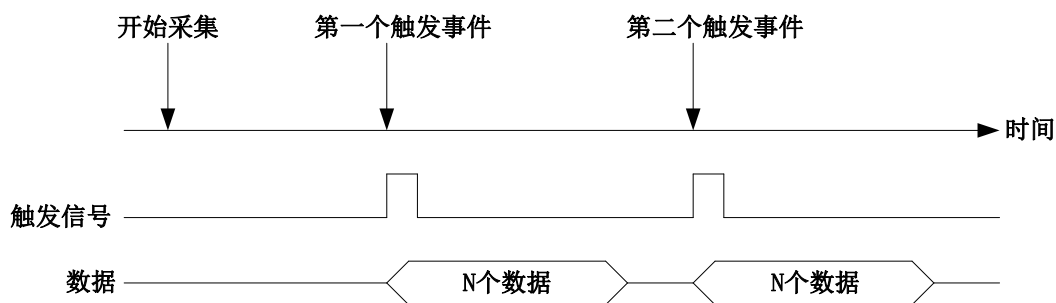 开始采集
第一个触发事件
第二个触发事件
时间
触发信号
数据
N个数据
N个数据